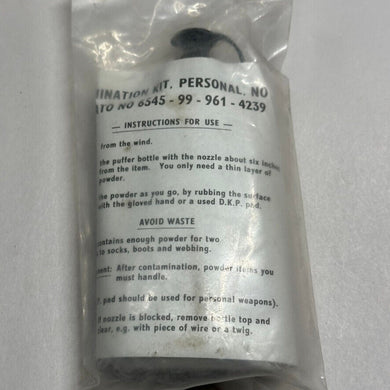 INATION KIT, PERSONAL, NO
ATO NO 6545 - 99 - 961 - 4239
— INSTRUCTIONS FOR USE —
from the wind.
the puffer bottle with the nozzle about six inches
from the item. You only need a thin layer of
powder.
the powder as you go, by rubbing the surface
with the gloved hand or a used D.K.P. pad.
AVOID WASTE
contains enough powder for two
to socks, boots and webbing.
ment: After contamination, powder items you
must handle.
pad should be used for personal weapons).
nozzle is blocked, remove bottle top and
clear, e.g. with piece of wire or a twig.